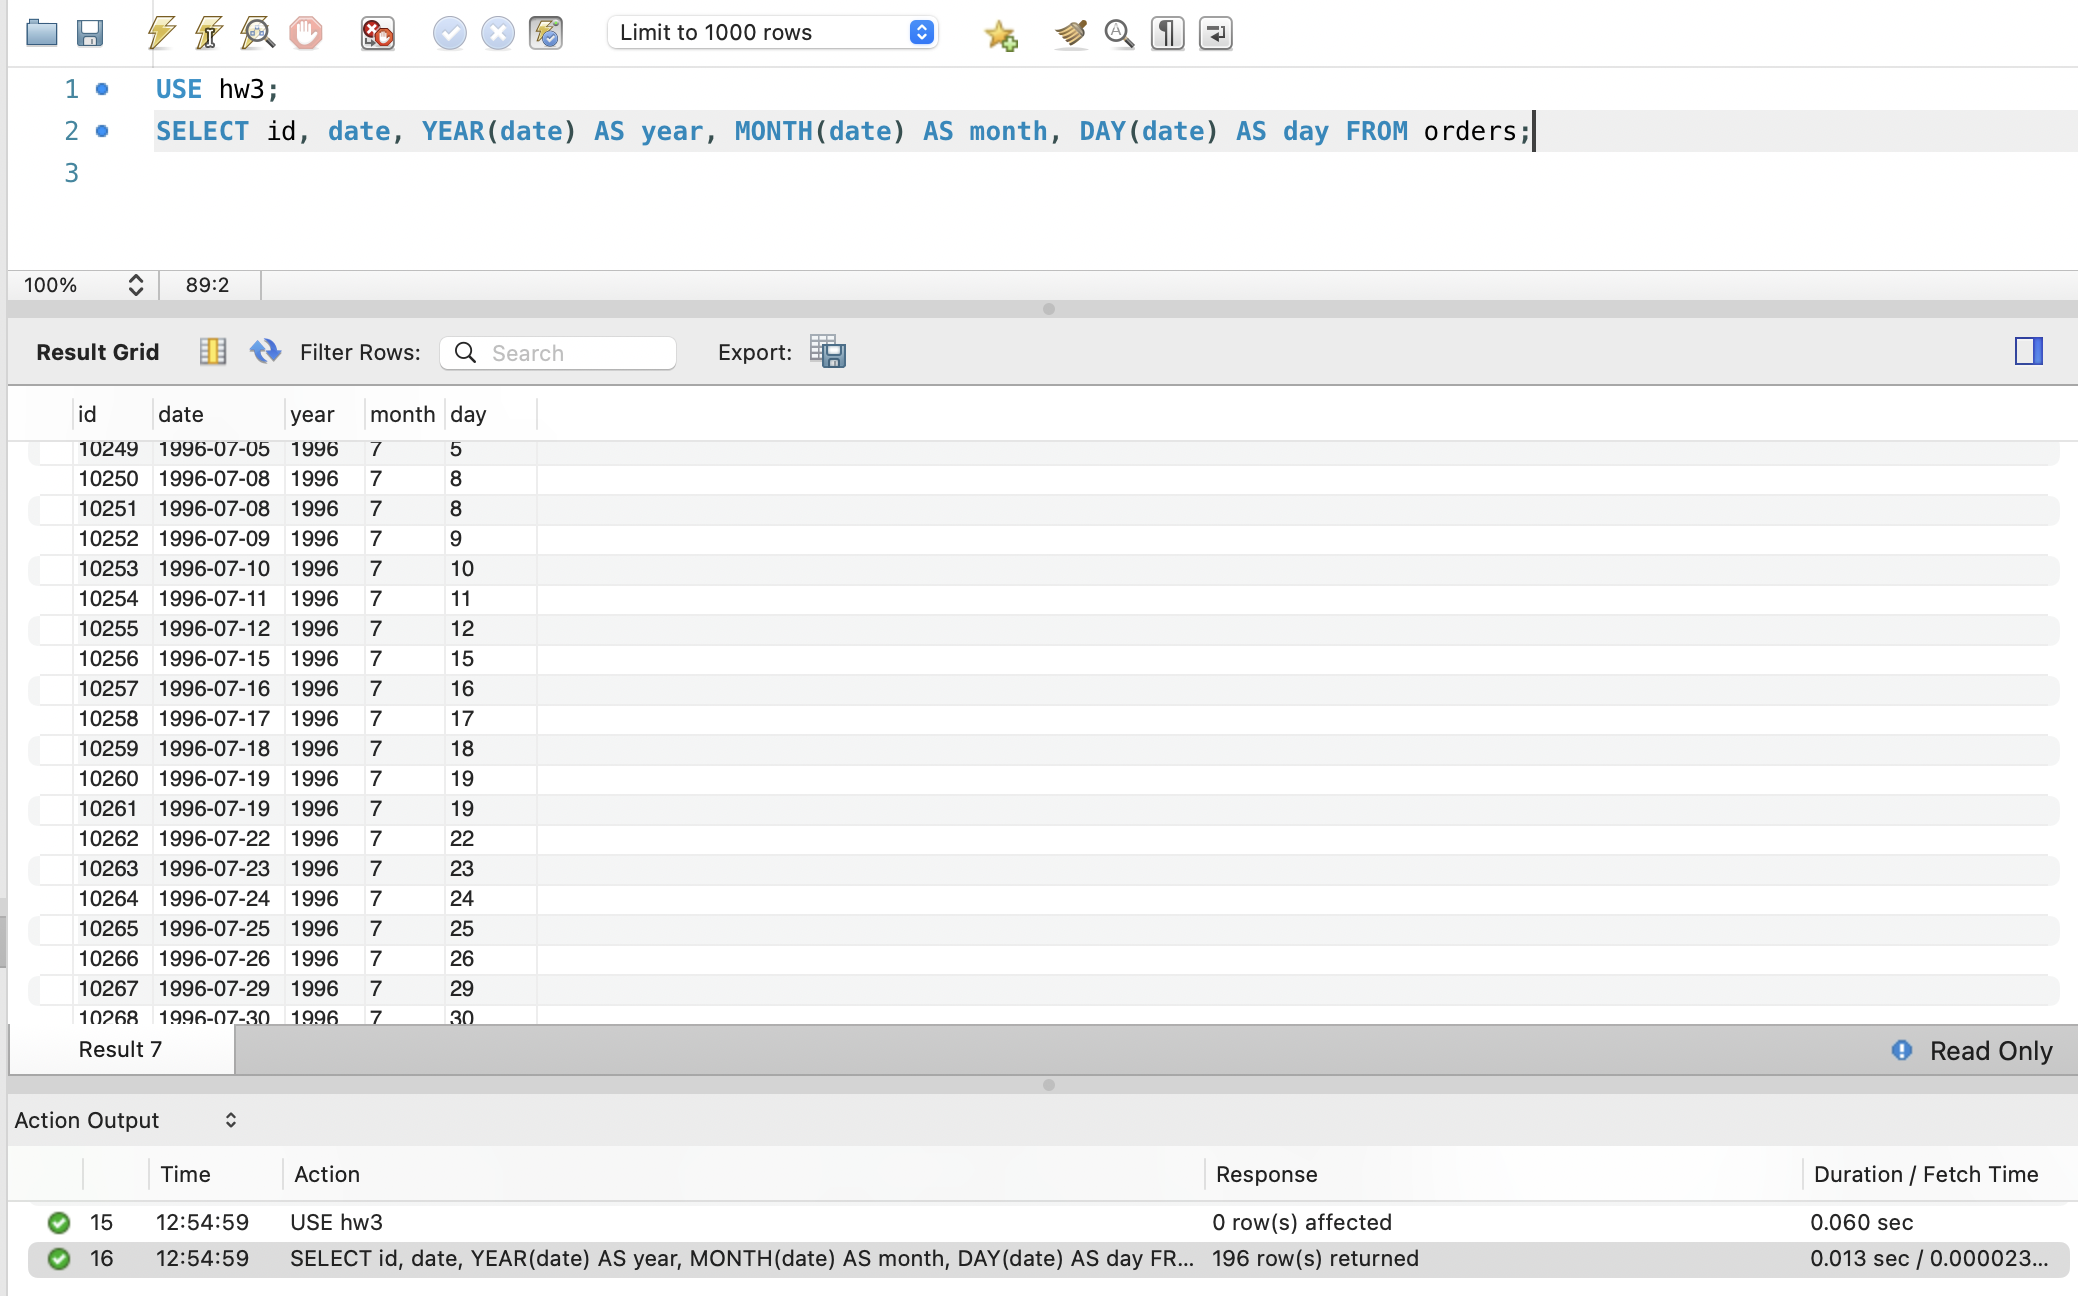 Limit to 1000 rows
1 USE hw3;
2 SELECT id, date, YEAR(date) AS year, MONTH(date) AS month, DAY(date) AS day FROM orders;
3
100% 89:2
Result Grid Filter Rows: Search Export:
id date year month day
10249 1996-07-05 1996 7 5
10250 1996-07-08 1996 7 8
10251 1996-07-08 1996 7 8
10252 1996-07-09 1996 7 9
10253 1996-07-10 1996 7 10
10254 1996-07-11 1996 7 11
10255 1996-07-12 1996 7 12
10256 1996-07-15 1996 7 15
10257 1996-07-16 1996 7 16
10258 1996-07-17 1996 7 17
10259 1996-07-18 1996 7 18
10260 1996-07-19 1996 7 19
10261 1996-07-19 1996 7 19
10262 1996-07-22 1996 7 22
10263 1996-07-23 1996 7 23
10264 1996-07-24 1996 7 24
10265 1996-07-25 1996 7 25
10266 1996-07-26 1996 7 26
10267 1996-07-29 1996 7 29
10268 1996-07-30 1996 7 30
Result 7 Read Only
Action Output
Time Action Response Duration / Fetch Time
15 12:54:59 USE hw3 0 row(s) affected 0.060 sec
16 12:54:59 SELECT id, date, YEAR(date) AS year, MONTH(date) AS month, DAY(date) AS day FR... 196 row(s) returned 0.013 sec / 0.000023...